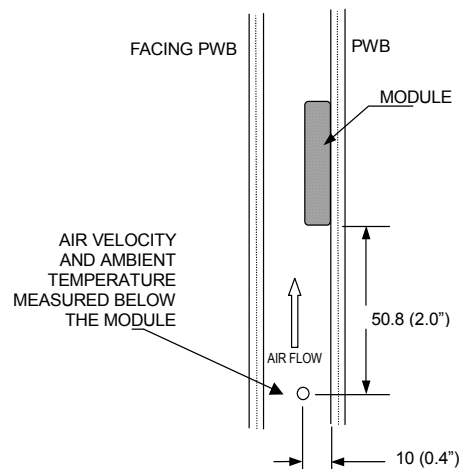 FACING PWB
PWB
MODULE
AIR VELOCITY
AND AMBIENT
TEMPERATURE
MEASURED BELOW
THE MODULE
50.8 (2.0”)
AIR FLOW
10 (0.4”)